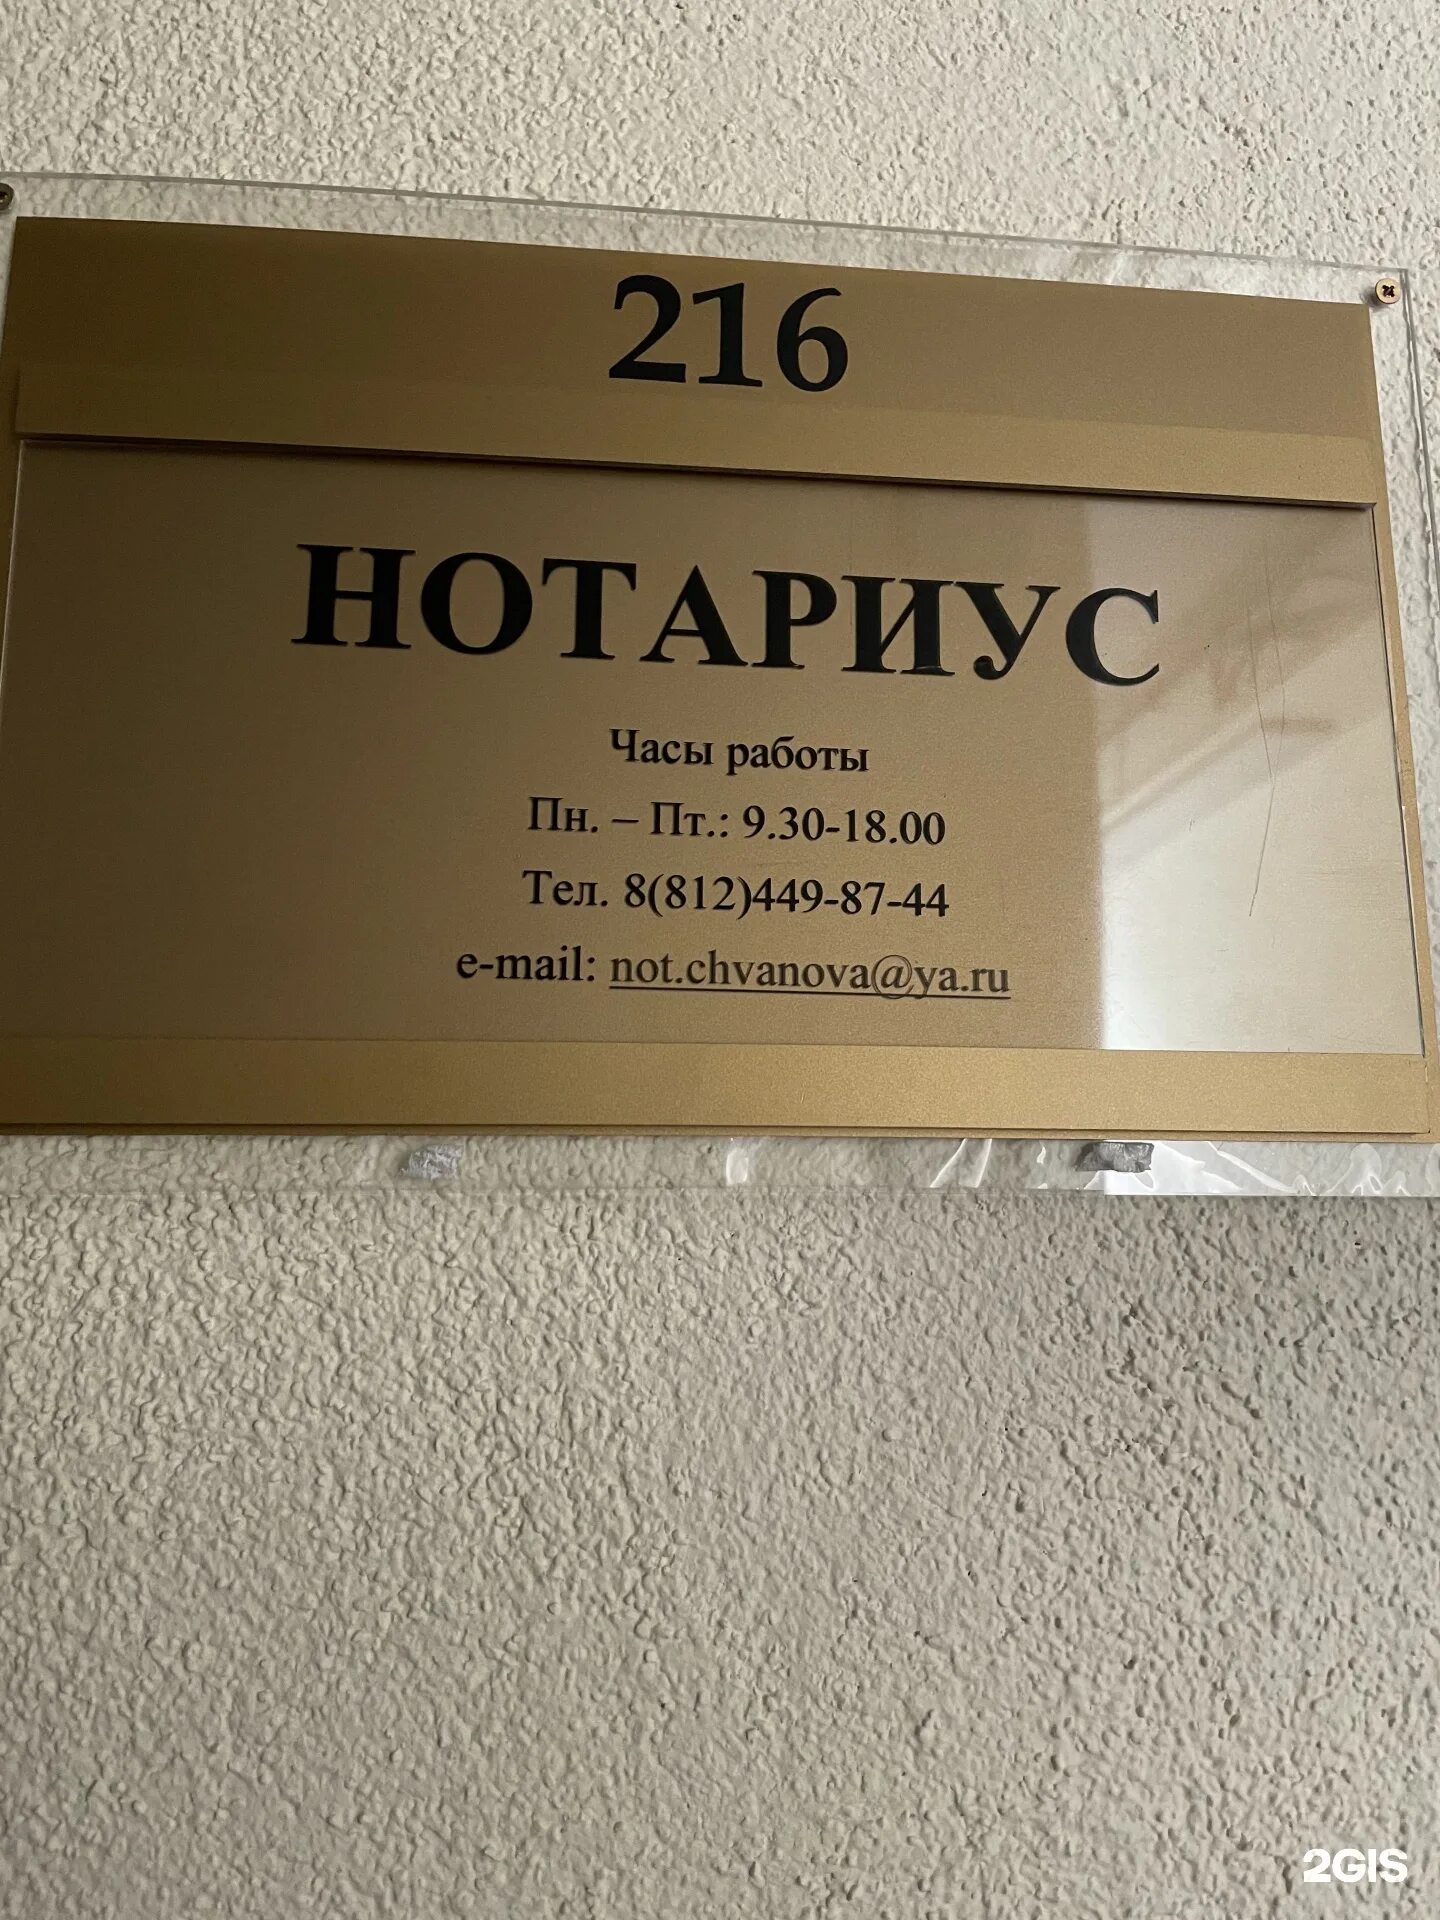 216
НОТАРИУС
Часы работы
Пн. – Пт.: 9.30-18.00
Тел. 8(812)449-87-44
e-mail: not.chvanova@ya.ru
2GIS